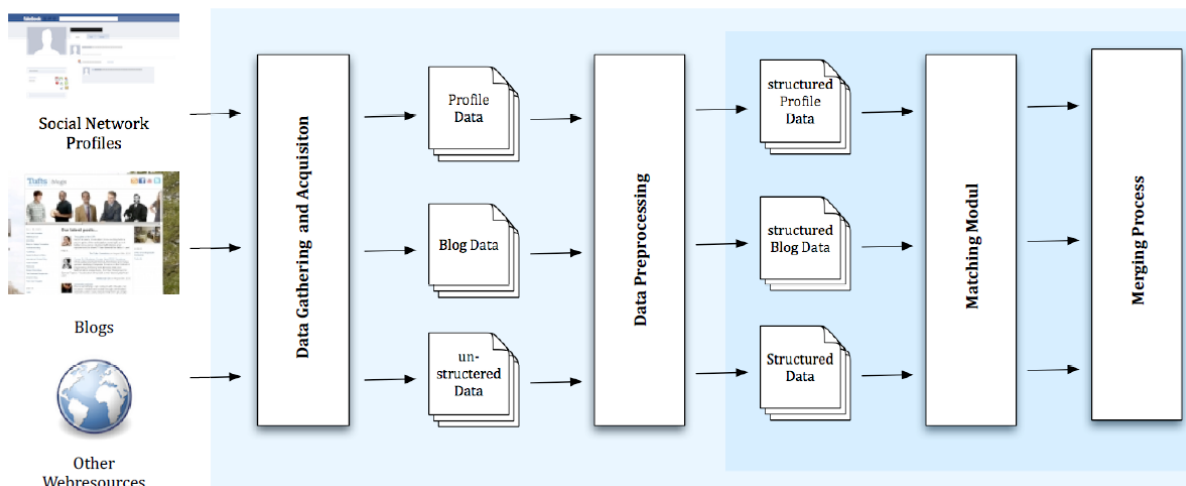 facebook
Social Network
Profiles
Blogs
Other
Webresources
Data Gathering and Acquisiton
Profile
Data
Blog Data
un-
structered
Data
Data Preprocessing
structured
Profile
Data
structured
Blog Data
Structured
Data
Matching Modul
Merging Process